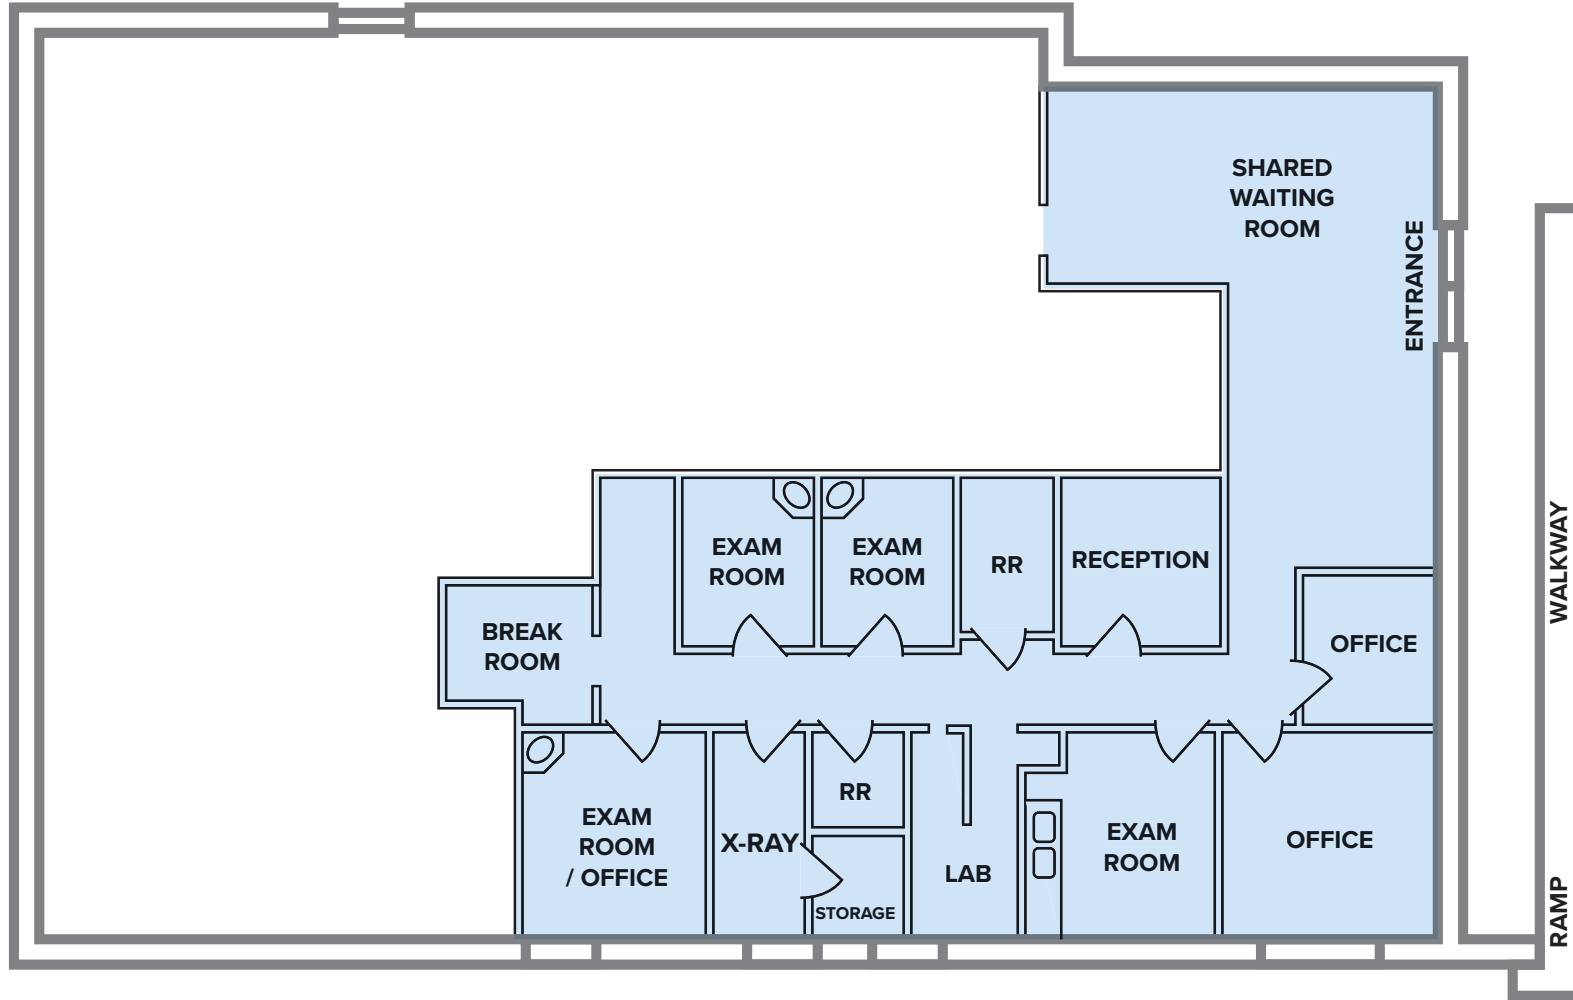 SHARED
WAITING
ROOM
ENTRANCE
WALKWAY
EXAM
ROOM
EXAM
ROOM
RR
RECEPTION
BREAK
ROOM
OFFICE
EXAM
ROOM
/ OFFICE
X-RAY
RR
STORAGE
LAB
EXAM
ROOM
OFFICE
RAMP